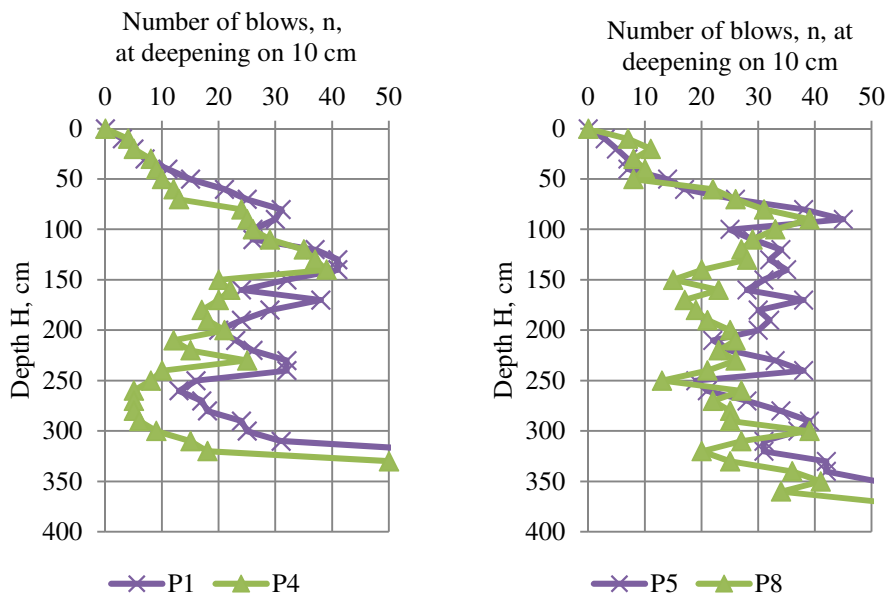 Number of blows, n,
at deepening on 10 cm
0 10 20 30 40 50
0
50
100
150
200
250
300
350
400
Depth H, cm
P1 P4
Number of blows, n, at
deepening on 10 cm
0 10 20 30 40 50
0
50
100
150
200
250
300
350
400
Depth H, cm
P5 P8